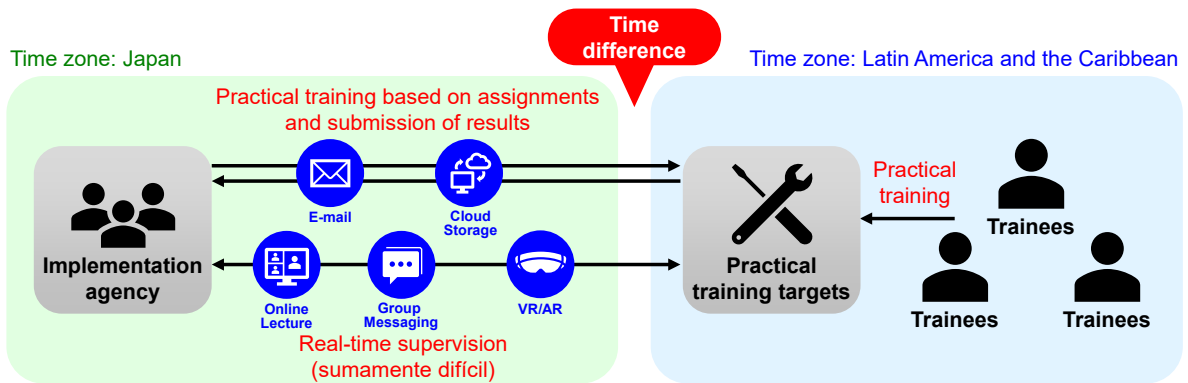 Time
difference
Time zone: Japan
Time zone: Latin America and the Caribbean
Practical training based on assignments
and submission of results
E-mail
Cloud
Storage
Implementation
agency
Online
Lecture
Group
Messaging
VR/AR
Real-time supervision
(sumamente difícil)
Practical
training targets
Practical
training
Trainees
Trainees
Trainees